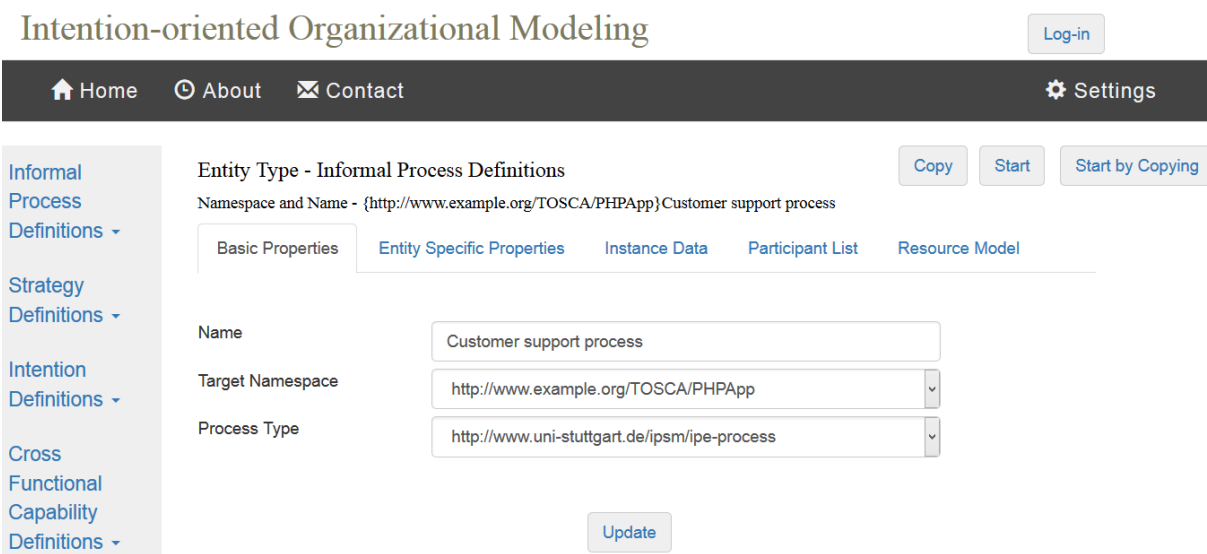 Intention-oriented Organizational Modeling
Log-in
Home About Contact Settings
Informal
Process
Definitions
Strategy
Definitions
Intention
Definitions
Cross
Functional
Capability
Definitions
Entity Type - Informal Process Definitions
Copy Start Start by Copying
Namespace and Name - {http://www.example.org/TOSCA/PHPApp}Customer support process
Basic Properties Entity Specific Properties Instance Data Participant List Resource Model
Name Customer support process
Target Namespace http://www.example.org/TOSCA/PHPApp
Process Type http://www.uni-stuttgart.de/ipsm/ipe-process
Update